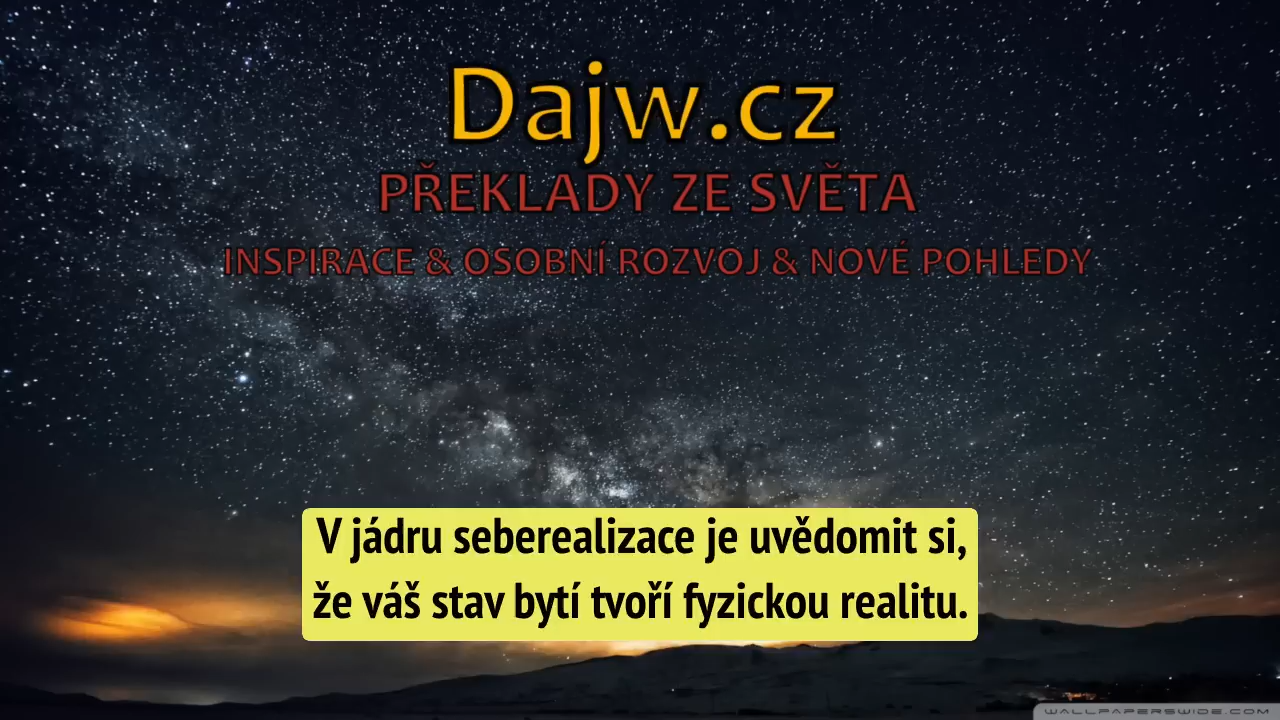 Dajw.cz
PŘEKLADY ZE SVĚTA
INSPIRACE & OSOBNÍ ROZVOJ & NOVÉ POHLEDY
V jádru seberealizace je uvědomit si,
že váš stav bytí tvoří fyzickou realitu.
WALLPAPERSWIDE.COM